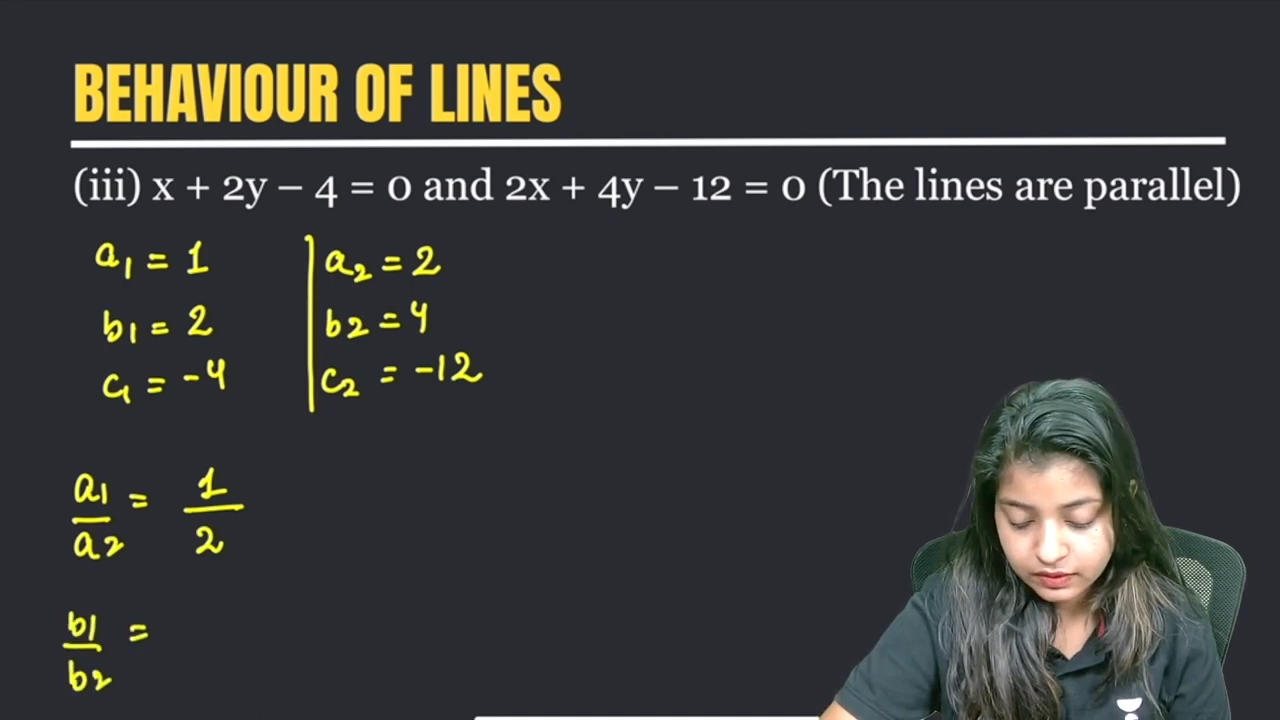 BEHAVIOUR OF LINES
(iii) x + 2y – 4 = 0 and 2x + 4y – 12 = 0 (The lines are parallel)
a1 = 1 | a2 = 2
b1 = 2 | b2 = 4
c1 = -4 | c2 = -12
a1/a2 = 1/2
b1/b2 =